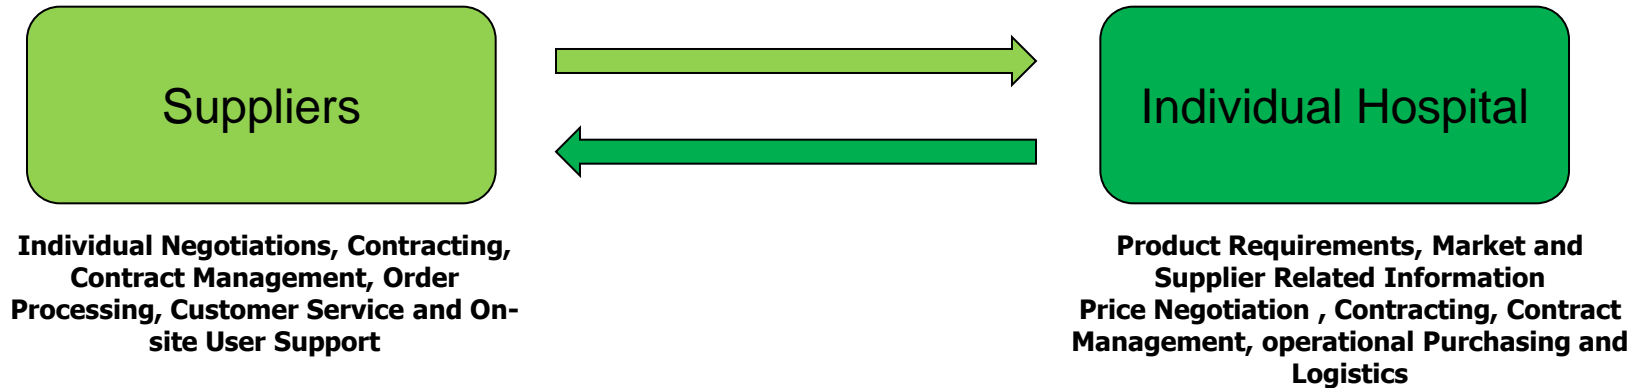 Suppliers
Individual Hospital
Individual Negotiations, Contracting,
Contract Management, Order
Processing, Customer Service and On-
site User Support
Product Requirements, Market and
Supplier Related Information
Price Negotiation , Contracting, Contract
Management, operational Purchasing and
Logistics